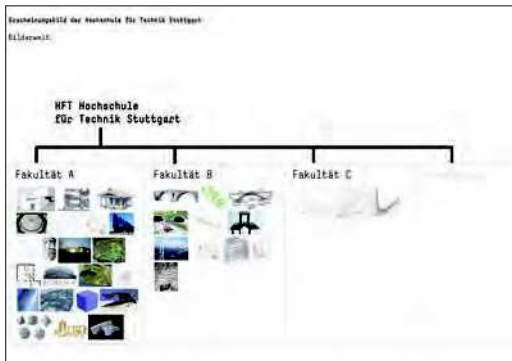 Erscheinungsbild der Hochschule für Technik Stuttgart
Bilderwelt
HFT Hochschule
für Technik Stuttgart
Fakultät A
Fakultät B
Fakultät C